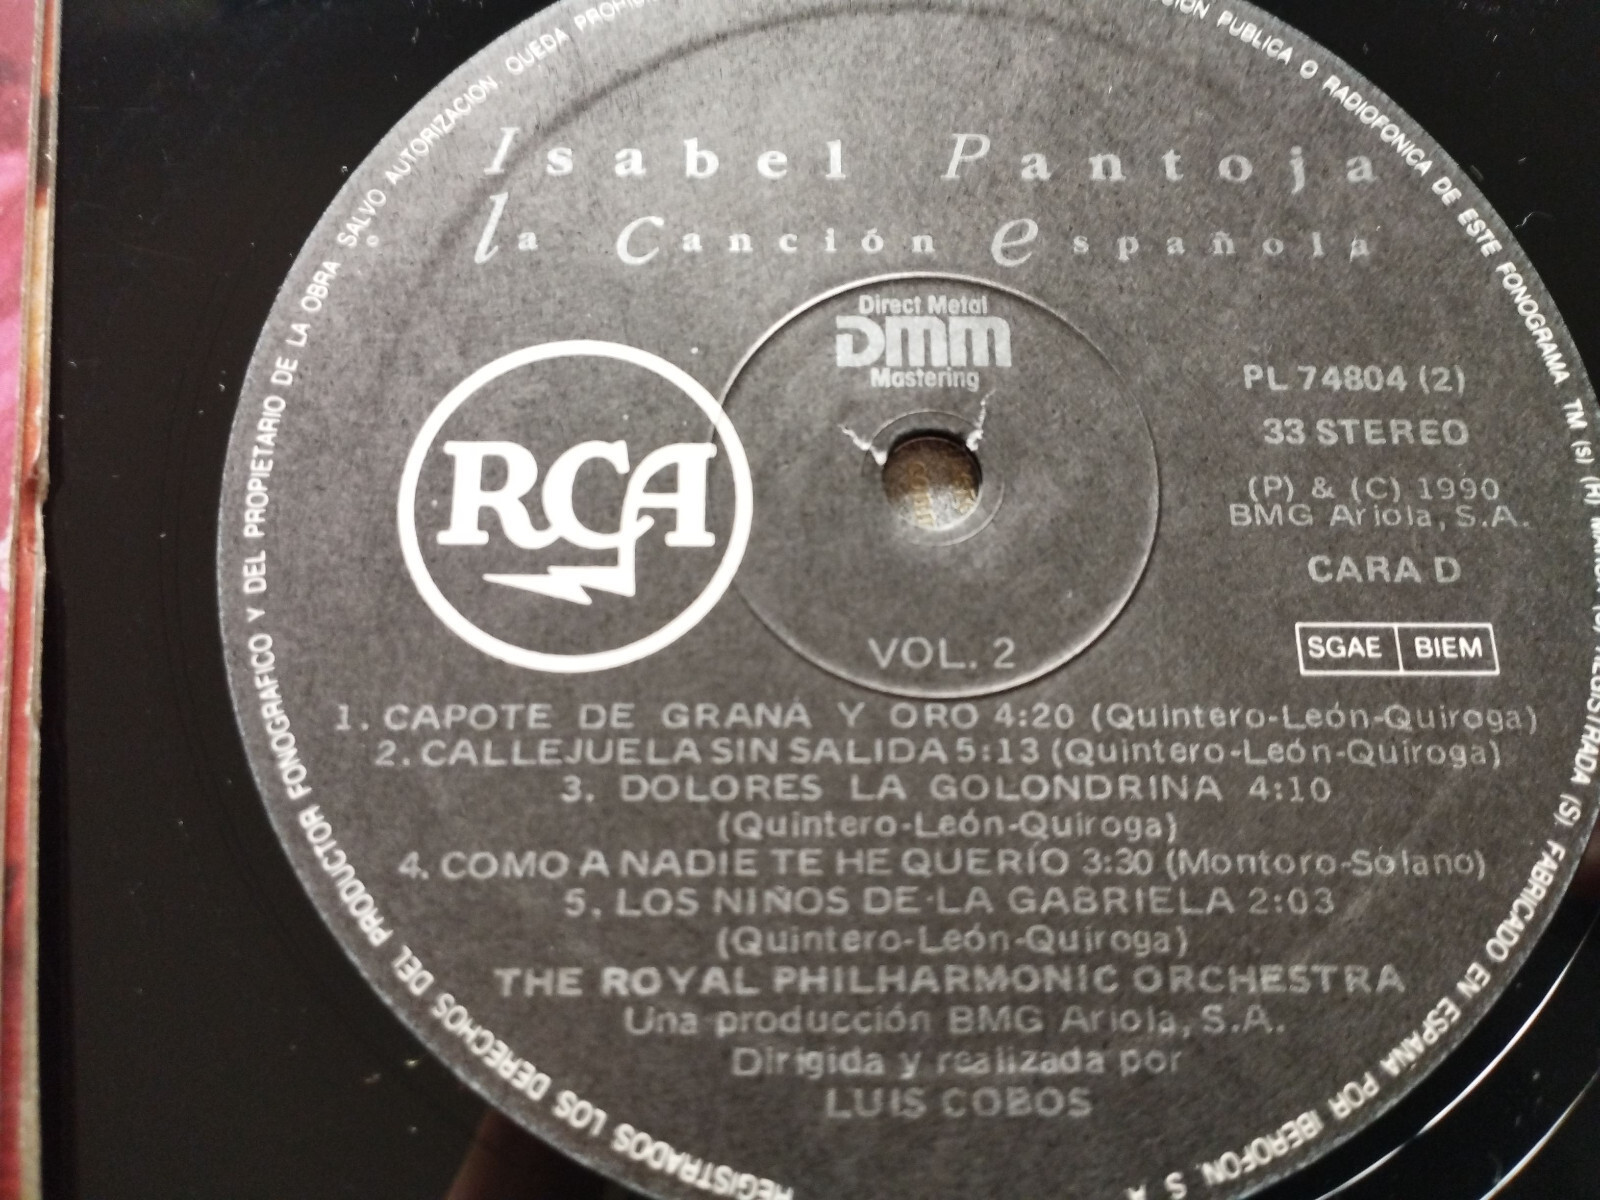 Isabel Pantoja
la Canción española
Direct Metal
DMM
Mastering
RCA
PL 74804 (2)
33 STEREO
(P) & (C) 1990
BMG Ariola, S.A.
CARA D
SGAE BIEM
VOL. 2
1. CAPOTE DE GRANA Y ORO 4:20 (Quintero-León-Quiroga)
2. CALLEJUELA SIN SALIDA 5:13 (Quintero-León-Quiroga)
3. DOLORES LA GOLONDRINA 4:10
(Quintero-León-Quiroga)
4. COMO A NADIE TE HE QUERÍO 3:30 (Montoro-Solano)
5. LOS NIÑOS DE LA GABRIELA 2:03
(Quintero-León-Quiroga)
THE ROYAL PHILHARMONIC ORCHESTRA
Una producción BMG Ariola, S.A.
Dirigida y realizada por
LUIS COBOS
REGISTRADOS LOS DERECHOS DEL PRODUCTOR FONOGRAFICO Y DEL PROPIETARIO DE LA OBRA SALVO AUTORIZACION QUEDA
PUBLICA O RADIOFONICA DE ESTE FONOGRAMA TM (s) (R)
REGISTRADA (S). FABRICADO EN ESPAÑA POR IBEROFON, S A